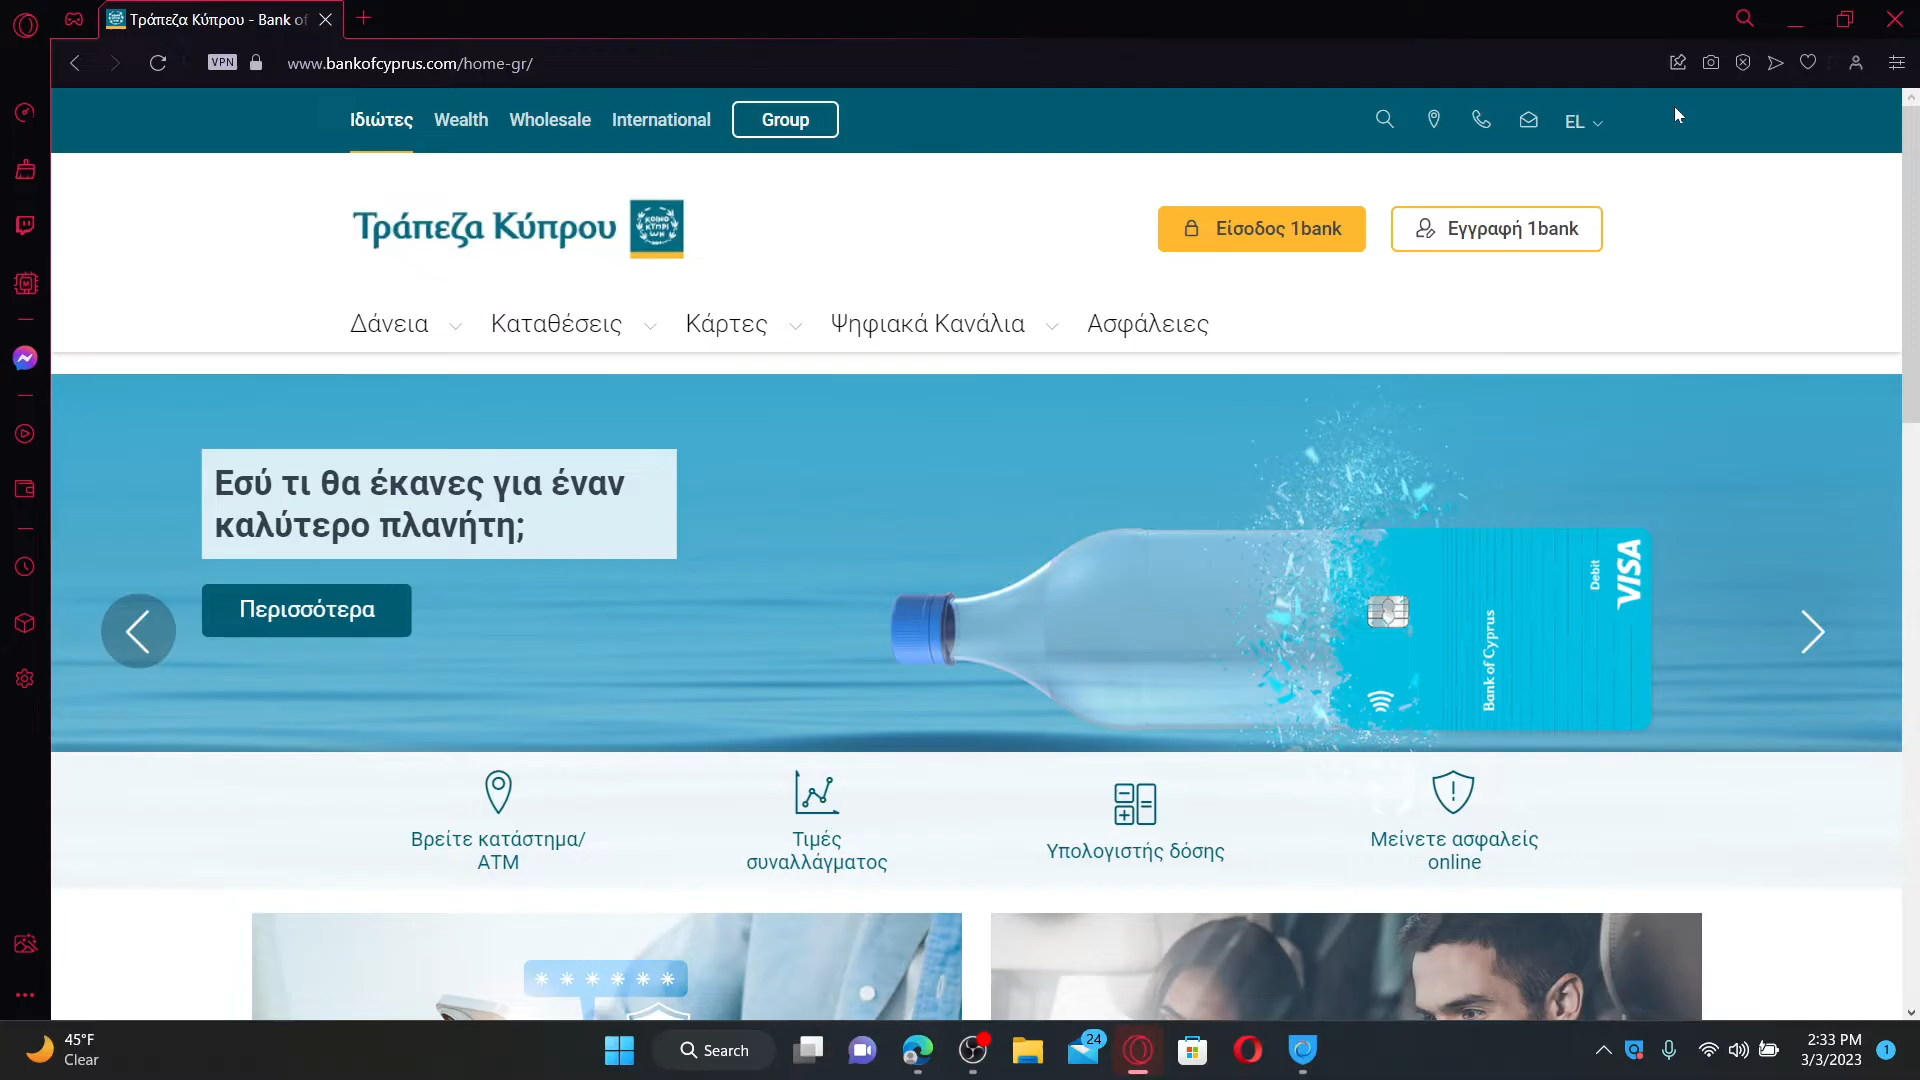 Τράπεζα Κύπρου - Bank of
VPN
www.bankofcyprus.com/home-gr/
Ιδιώτες
Wealth
Wholesale
International
Group
EL
Τράπεζα Κύπρου
ΚΟΙΝΟ
ΚΥΠΡΙ
ΩΝ
Είσοδος 1bank
Εγγραφή 1bank
Δάνεια
Καταθέσεις
Κάρτες
Ψηφιακά Κανάλια
Ασφάλειες
Εσύ τι θα έκανες για έναν
καλύτερο πλανήτη;
Περισσότερα
Debit
VISA
Bank of Cyprus
Βρείτε κατάστημα/
ATM
Τιμές
συναλλάγματος
Υπολογιστής δόσης
Μείνετε ασφαλείς
online
* * * * * *
45°F
Clear
Search
24
2:33 PM
3/3/2023
1